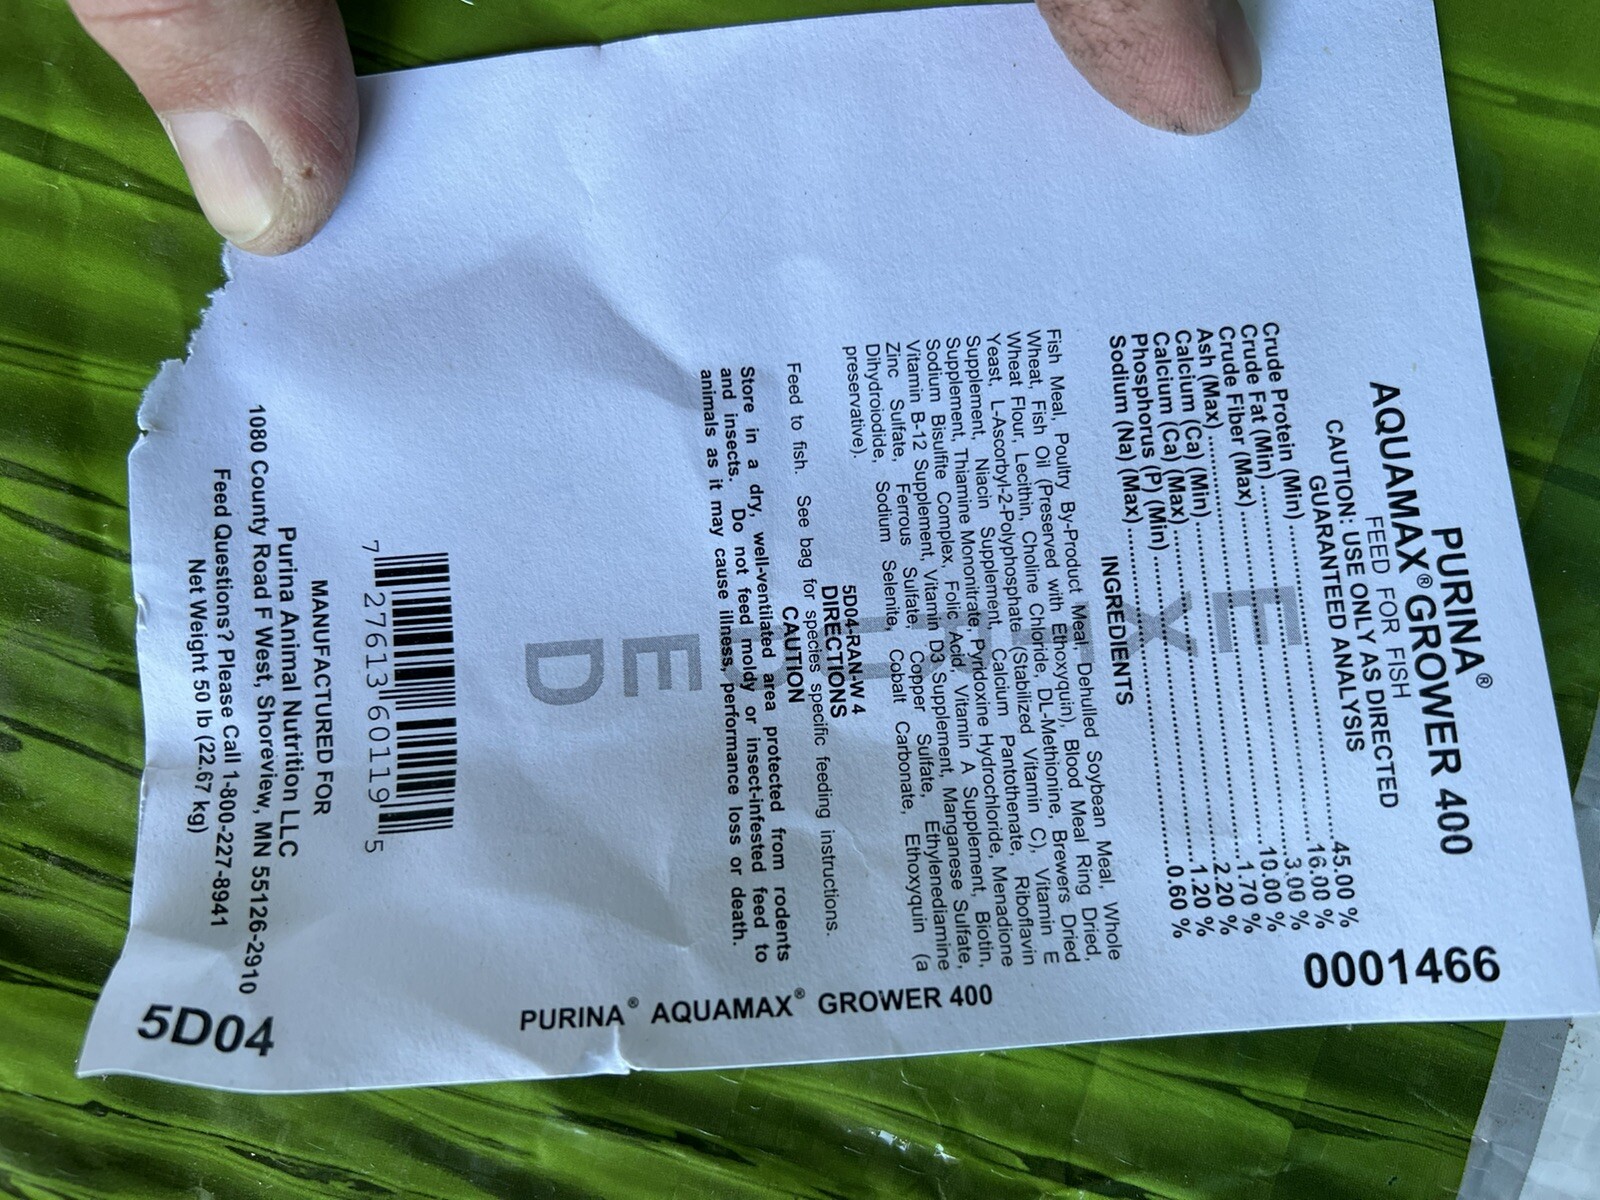 PURINA®
AQUAMAX® GROWER 400
FEED FOR FISH
CAUTION: USE ONLY AS DIRECTED
GUARANTEED ANALYSIS
Crude Protein (Min)..............45.00 %
Crude Fat (Min)..............16.00 %
Crude Fiber (Max)..............3.00 %
Ash (Max)..............10.00 %
Calcium (Ca) (Min)..............1.70 %
Calcium (Ca) (Max)..............2.20 %
Phosphorus (P) (Min)..............1.20 %
Sodium (Na) (Max)..............0.60 %
0001466
INGREDIENTS
Fish Meal, Poultry By-Product Meal, Dehulled Soybean Meal, Whole
Wheat, Fish Oil (Preserved with Ethoxyquin), Blood Meal Ring Dried,
Wheat Flour, Lecithin, Choline Chloride, DL-Methionine, Brewers Dried
Yeast, L-Ascorbyl-2-Polyphosphate (Stabilized Vitamin C), Vitamin E
Supplement, Niacin Supplement, Calcium Pantothenate, Riboflavin
Supplement, Thiamine Mononitrate, Pyridoxine Hydrochloride, Menadione
Sodium Bisulfite Complex, Folic Acid, Vitamin A Supplement, Biotin,
Vitamin B-12 Supplement, Vitamin D3 Supplement, Manganese Sulfate,
Zinc Sulfate, Ferrous Sulfate, Copper Sulfate, Ethylenediamine
Dihydroiodide, Sodium Selenite, Cobalt Carbonate, Ethoxyquin (a
preservative).
5D04-RAN-W 4
DIRECTIONS
Feed to fish. See bag for species specific feeding instructions.
CAUTION
Store in a dry, well-ventilated area protected from rodents
and insects. Do not feed moldy or insect-infested feed to
animals as it may cause illness, performance loss or death.
PURINA® AQUAMAX® GROWER 400
7 27613 60119 5
MANUFACTURED FOR
Purina Animal Nutrition LLC
1080 County Road F West, Shoreview, MN 55126-2910
Feed Questions? Please Call 1-800-227-8941
Net Weight 50 lb (22.67 kg)
5D04